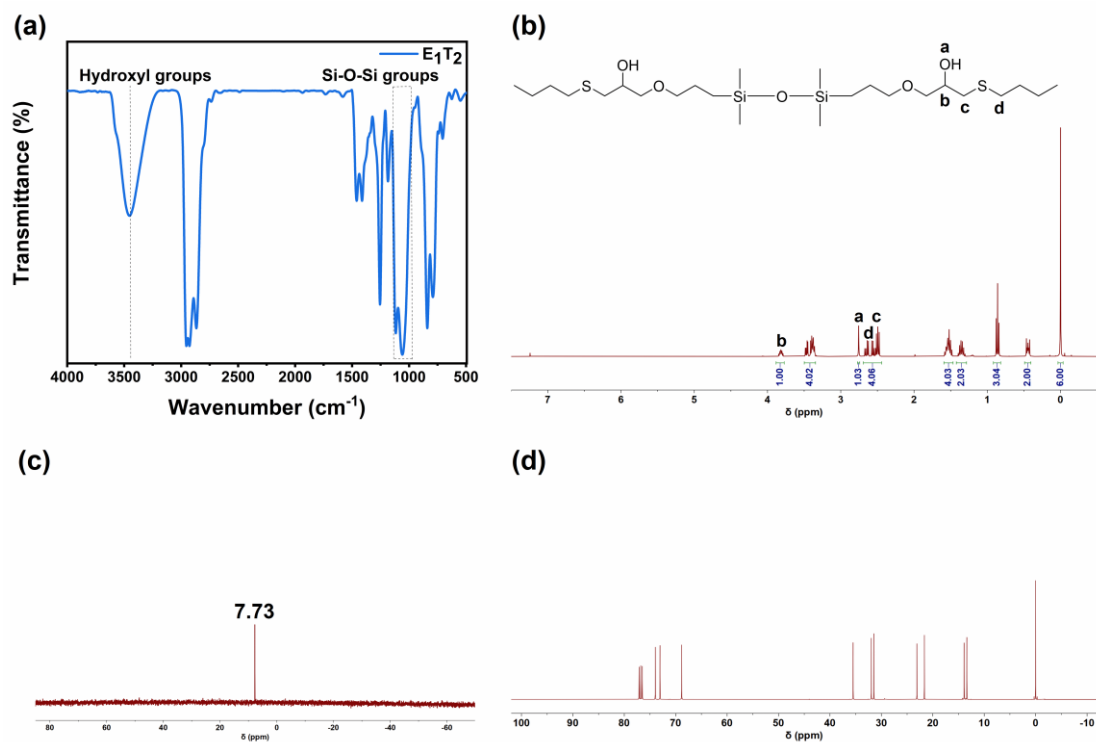 (a)
E₁T₂
Hydroxyl groups
Si-O-Si groups
Transmittance (%)
4000 3500 3000 2500 2000 1500 1000 500
Wavenumber (cm⁻¹)
(b)
OH
S
O
Si
O
Si
O
a
OH
b
c
S
d
b
a
d
c
1.00
4.02
1.03
4.06
4.03
2.03
3.04
2.00
6.00
7 6 5 4 3 2 1 0
δ (ppm)
(c)
7.73
80 60 40 20 0 -20 -40 -60
δ (ppm)
(d)
100 90 80 70 60 50 40 30 20 10 0 -10
δ (ppm)